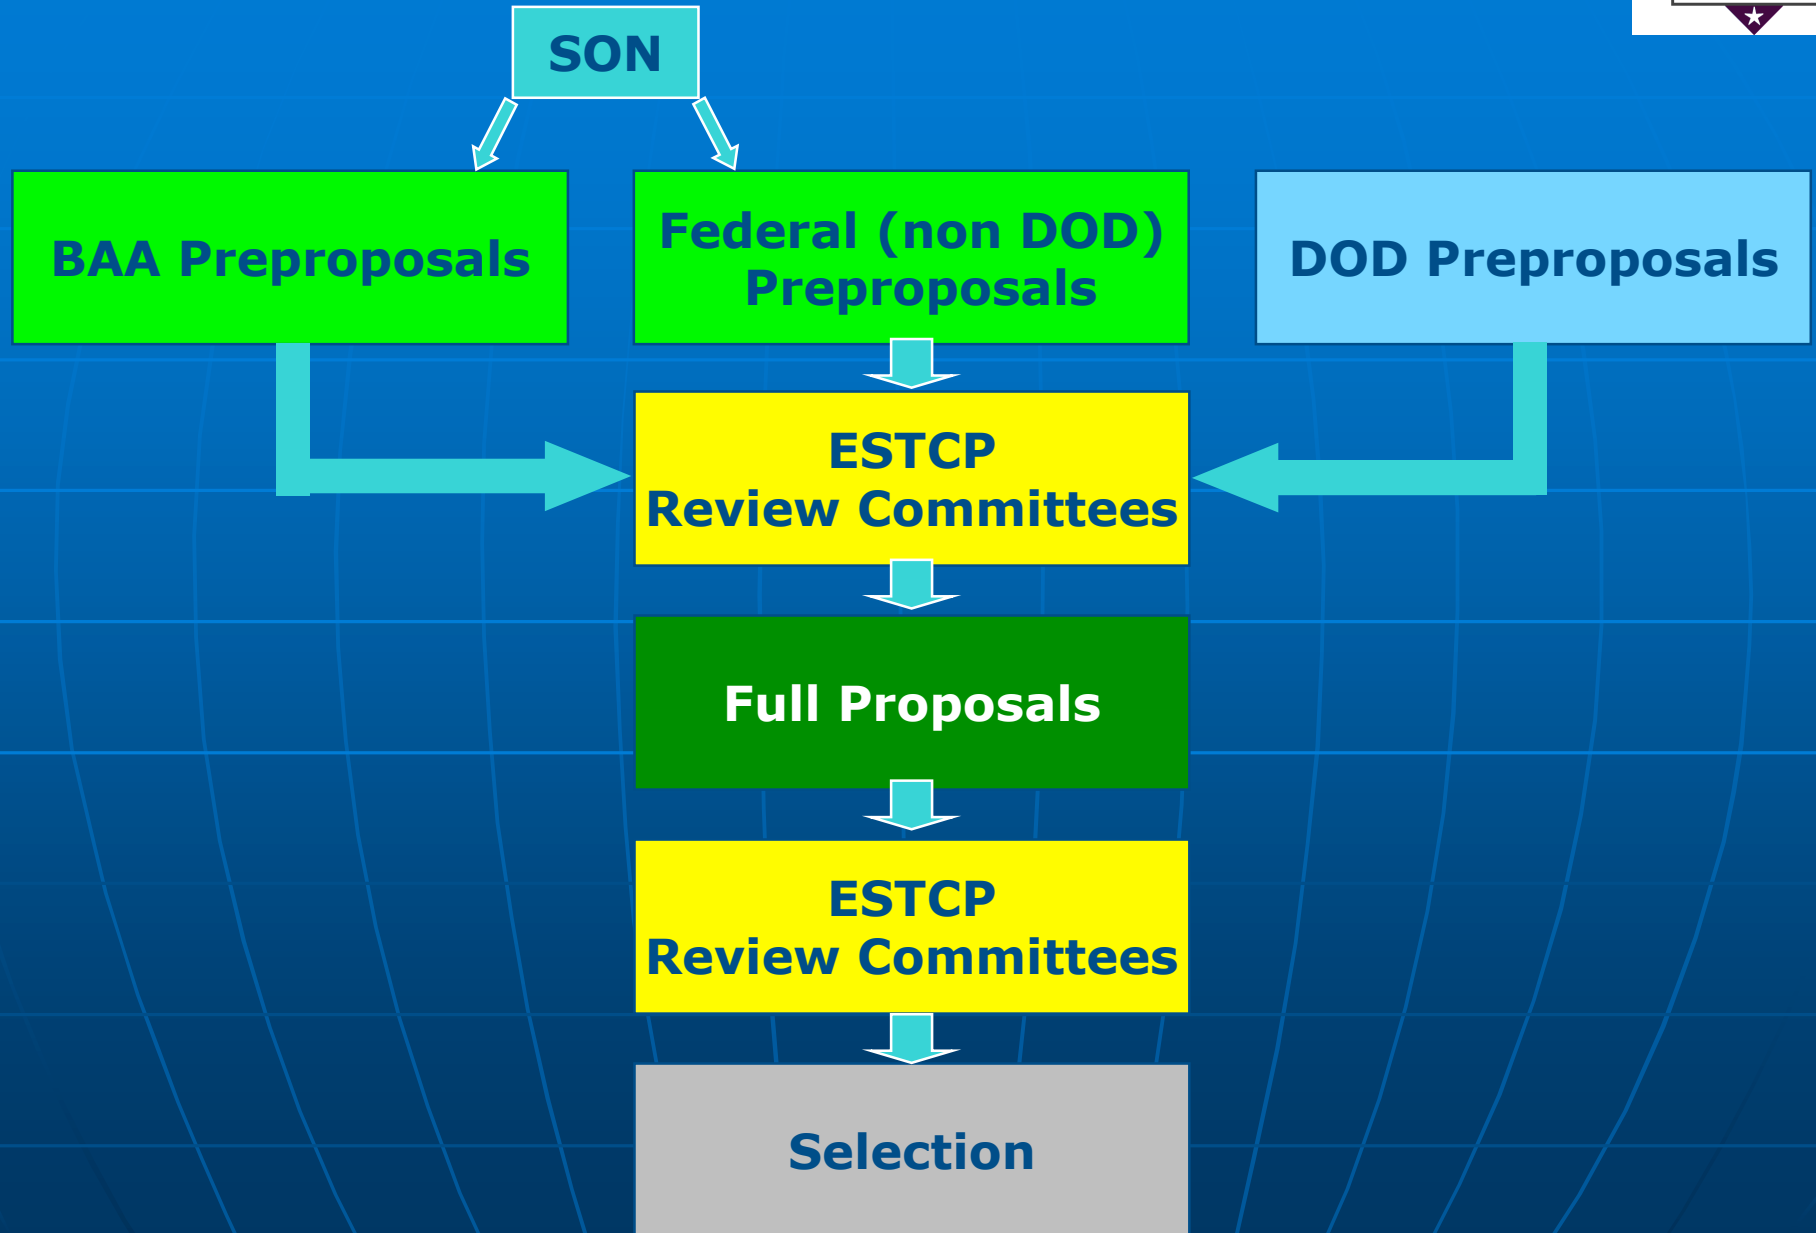 SON
BAA Preproposals
Federal (non DOD)
Preproposals
DOD Preproposals
ESTCP
Review Committees
Full Proposals
ESTCP
Review Committees
Selection